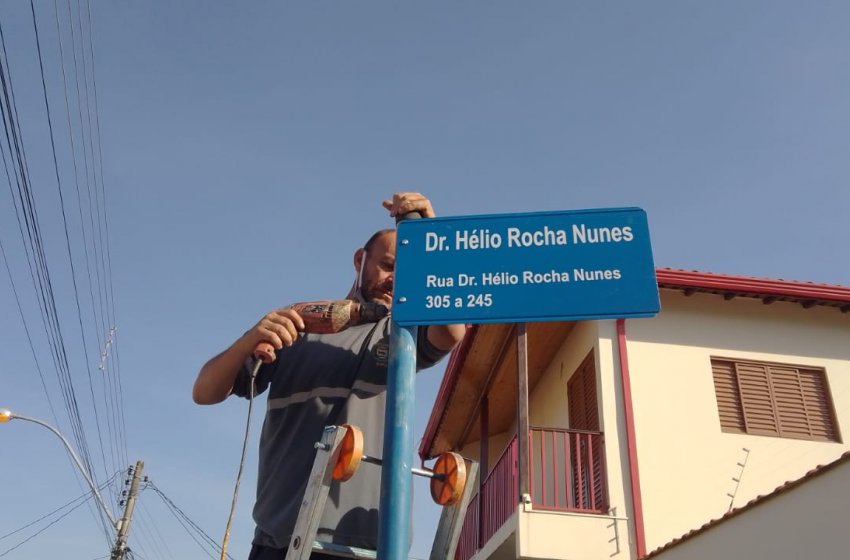 Dr. Hélio Rocha Nunes
Rua Dr. Hélio Rocha Nunes
305 a 245